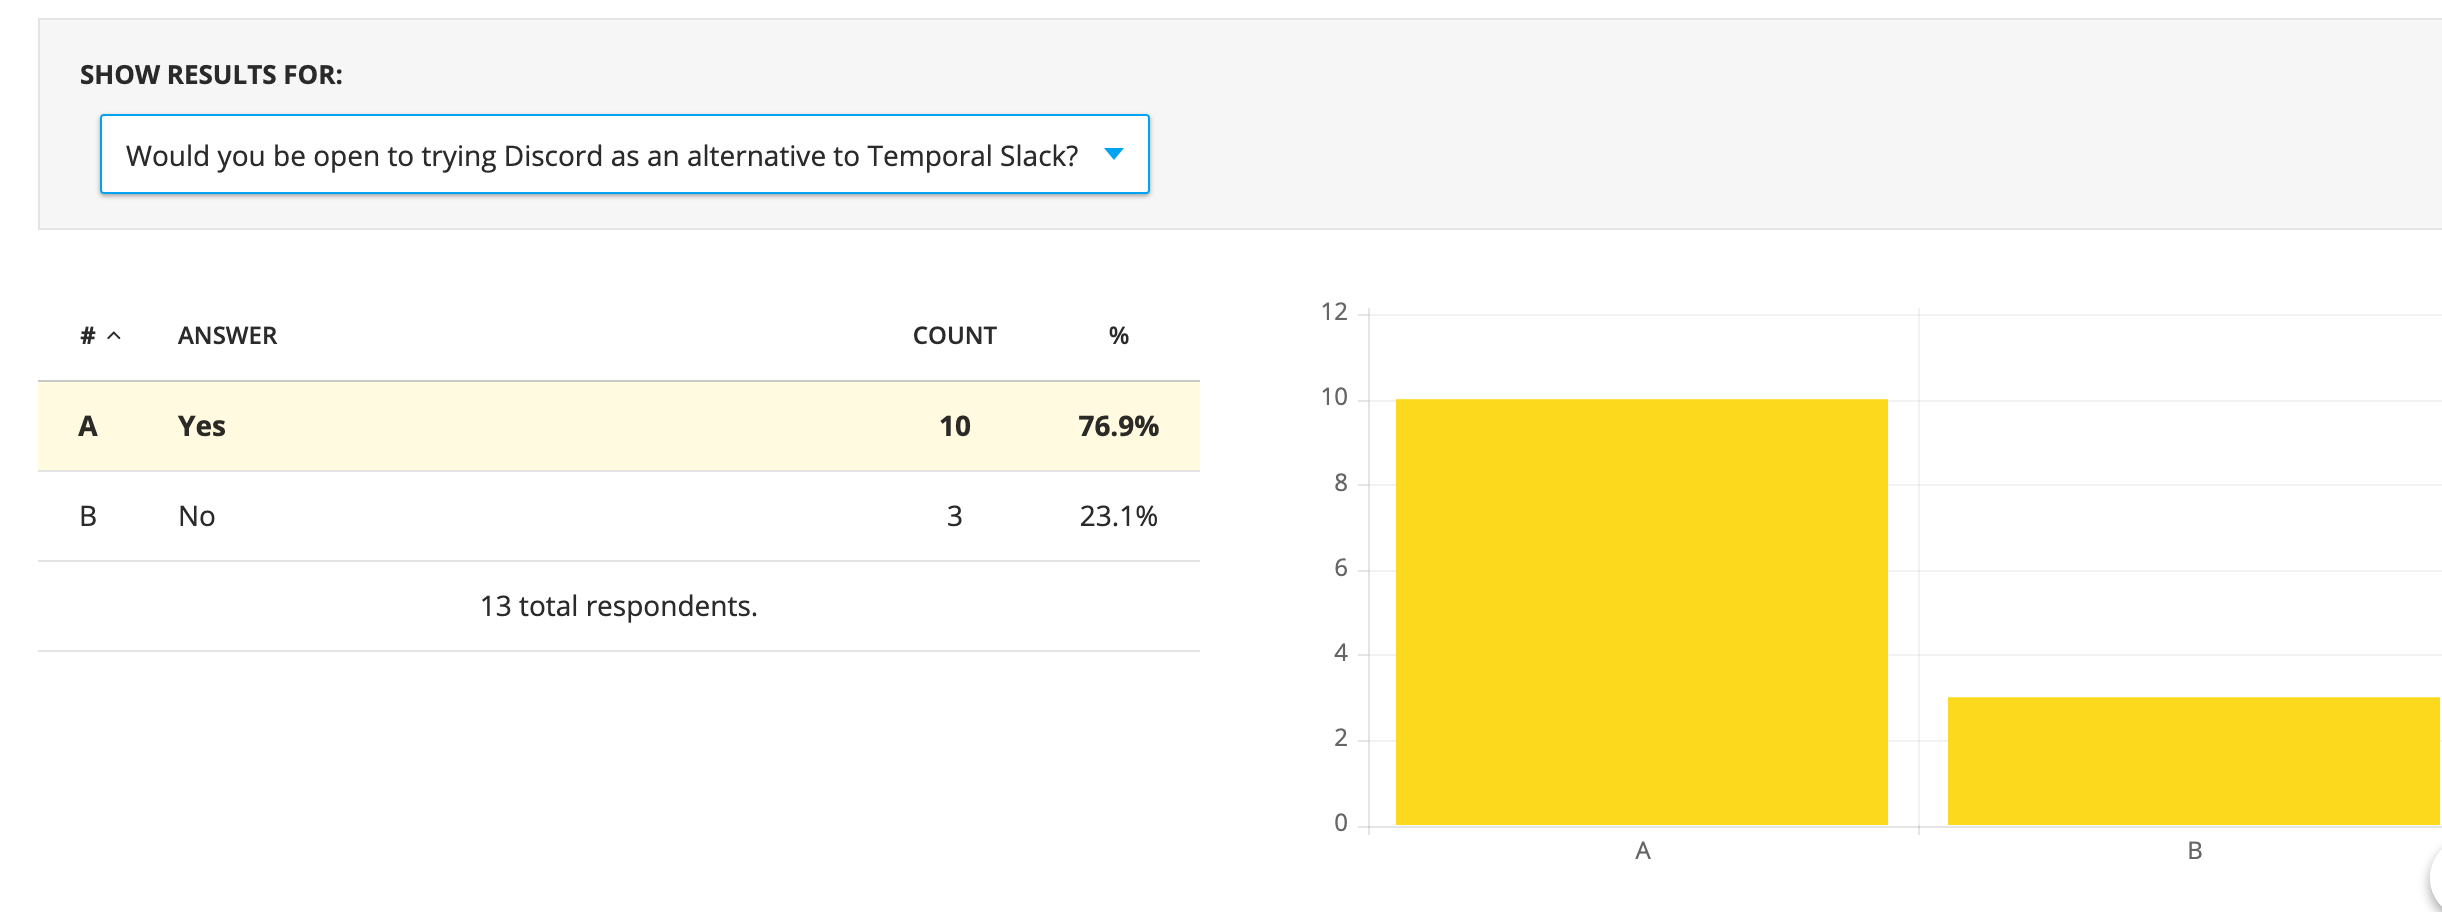 SHOW RESULTS FOR:
Would you be open to trying Discord as an alternative to Temporal Slack?
# ANSWER COUNT %
A Yes 10 76.9%
B No 3 23.1%
13 total respondents.
12
10
8
6
4
2
0
A B